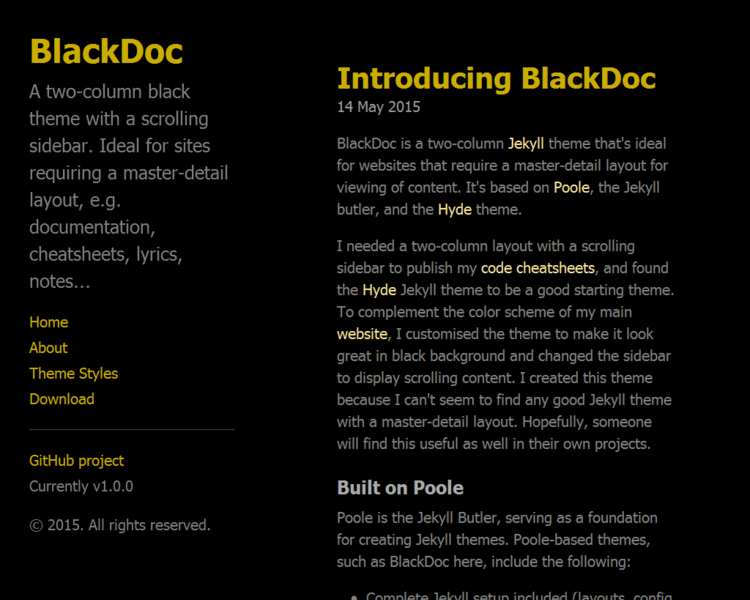 BlackDoc
A two-column black
theme with a scrolling
sidebar. Ideal for sites
requiring a master-detail
layout, e.g.
documentation,
cheatsheets, lyrics,
notes...
Home
About
Theme Styles
Download
GitHub project
Currently v1.0.0
© 2015. All rights reserved.
Introducing BlackDoc
14 May 2015
BlackDoc is a two-column Jekyll theme that's ideal
for websites that require a master-detail layout for
viewing of content. It's based on Poole, the Jekyll
butler, and the Hyde theme.
I needed a two-column layout with a scrolling
sidebar to publish my code cheatsheets, and found
the Hyde Jekyll theme to be a good starting theme.
To complement the color scheme of my main
website, I customised the theme to make it look
great in black background and changed the sidebar
to display scrolling content. I created this theme
because I can't seem to find any good Jekyll theme
with a master-detail layout. Hopefully, someone
will find this useful as well in their own projects.
Built on Poole
Poole is the Jekyll Butler, serving as a foundation
for creating Jekyll themes. Poole-based themes,
such as BlackDoc here, include the following:
• Complete Jekyll setup included (layouts, config,